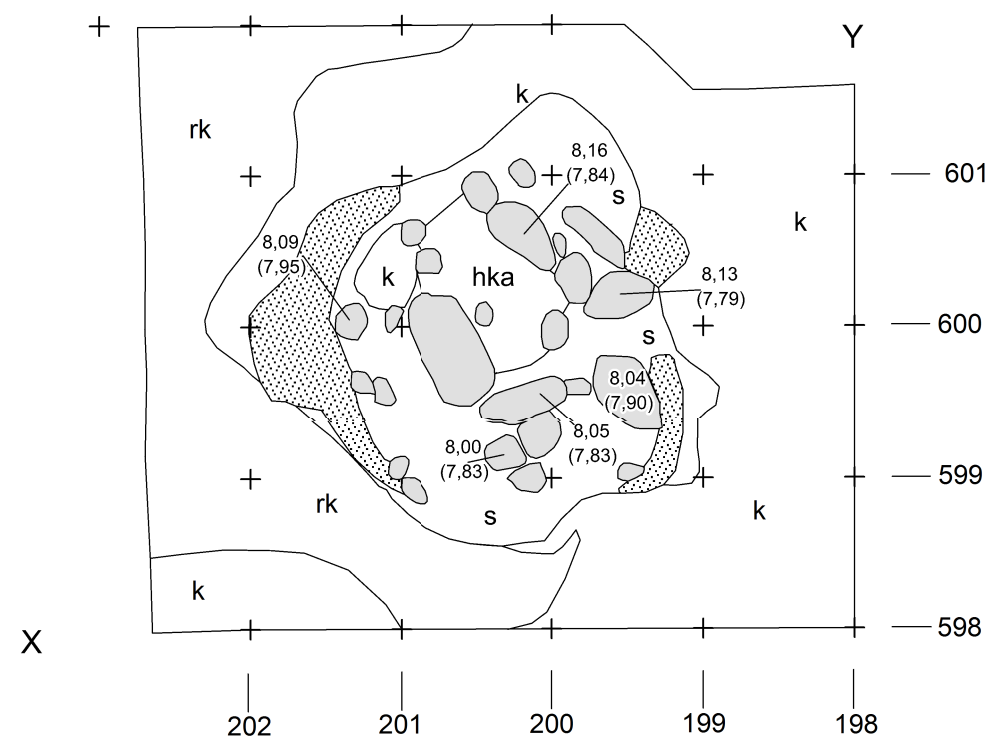 Y
k
rk
8,16
(7,84)
601
s
k
8,09
(7,95)
k
hka
8,13
(7,79)
600
s
8,04
(7,90)
8,00
(7,83)
8,05
(7,83)
599
rk
s
k
k
598
X
202
201
200
199
198